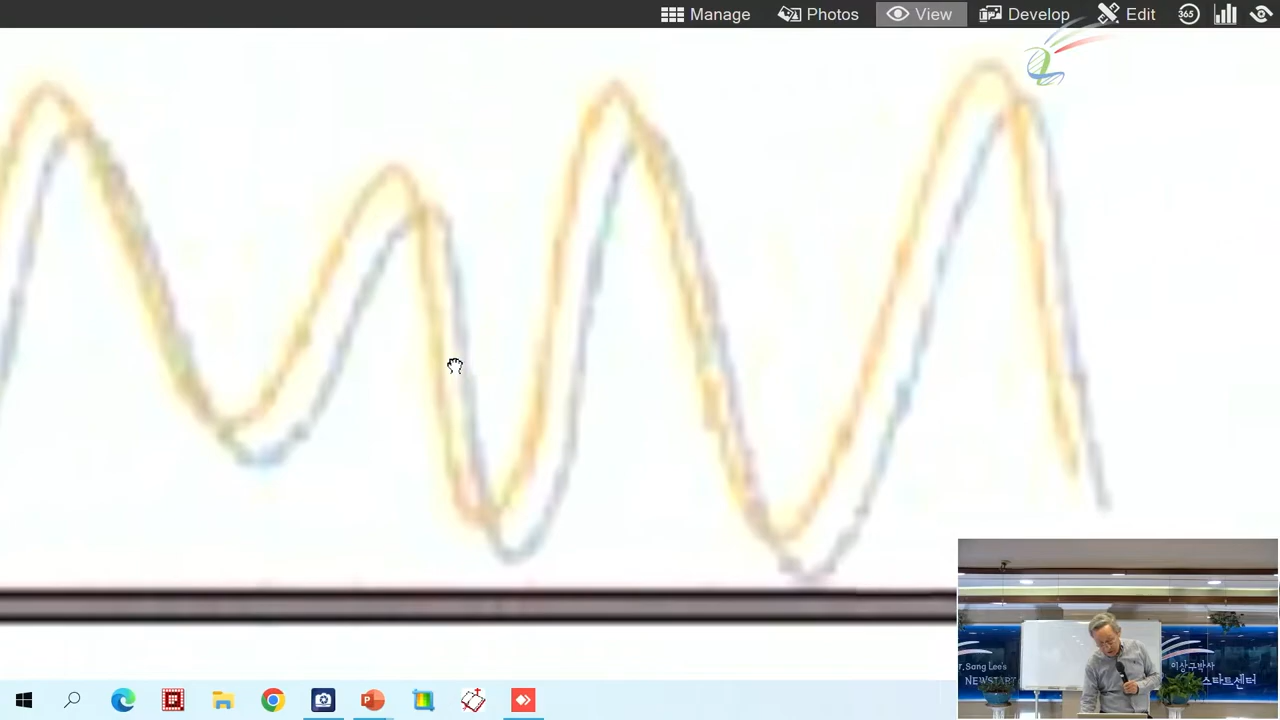 Manage Photos View Develop Edit 365
Dr.Sang Lee's
NEWSTART
이상구박사
스타트센터